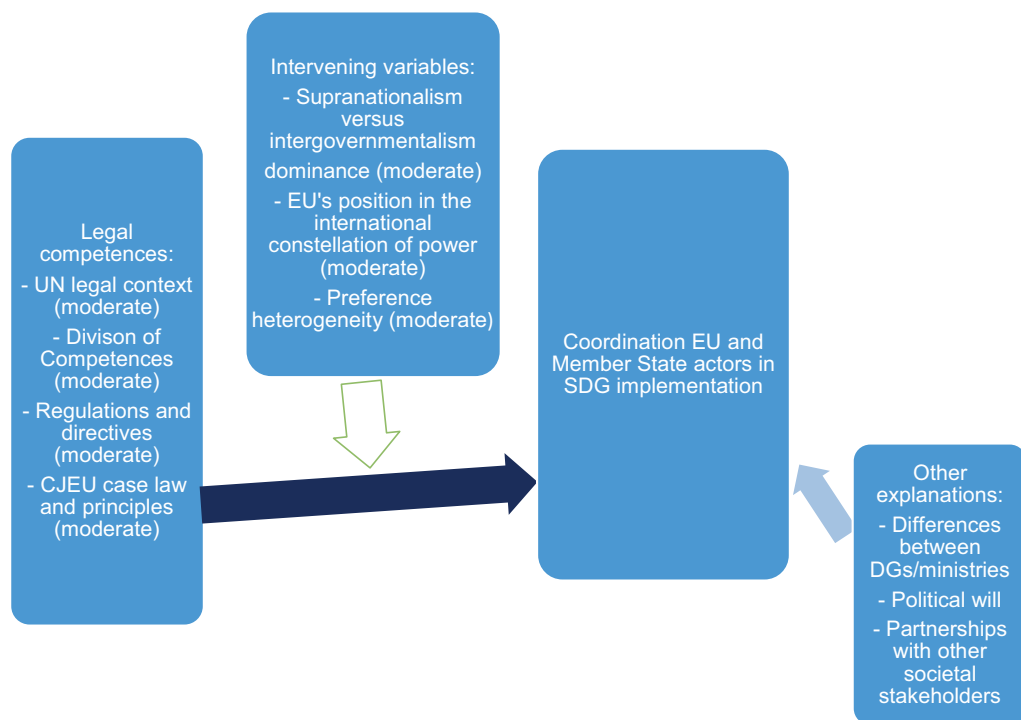 Legal
competences:
- UN legal context
(moderate)
- Divison of
Competences
(moderate)
- Regulations and
directives
(moderate)
- CJEU case law
and principles
(moderate)
Intervening variables:
- Supranationalism
versus
intergovernmentalism
dominance (moderate)
- EU's position in the
international
constellation of power
(moderate)
- Preference
heterogeneity (moderate)
Coordination EU and
Member State actors in
SDG implementation
Other
explanations:
- Differences
between
DGs/ministries
- Political will
- Partnerships
with other
societal
stakeholders